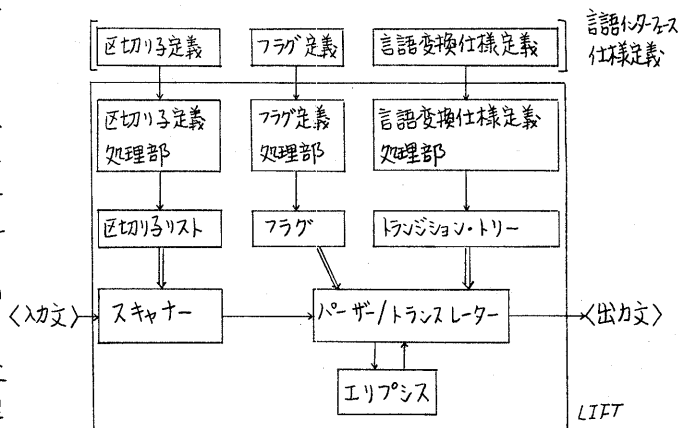 区切り子定義
フラグ定義
言語変換仕様定義
言語インターフェース
仕様定義
区切り子定義
処理部
フラグ定義
処理部
言語変換仕様定義
処理部
区切り子リスト
フラグ
トランジション・トリー
〈入力文〉
スキャナー
パーザー/トランスレーター
〈出力文〉
エリプシス
LIFT